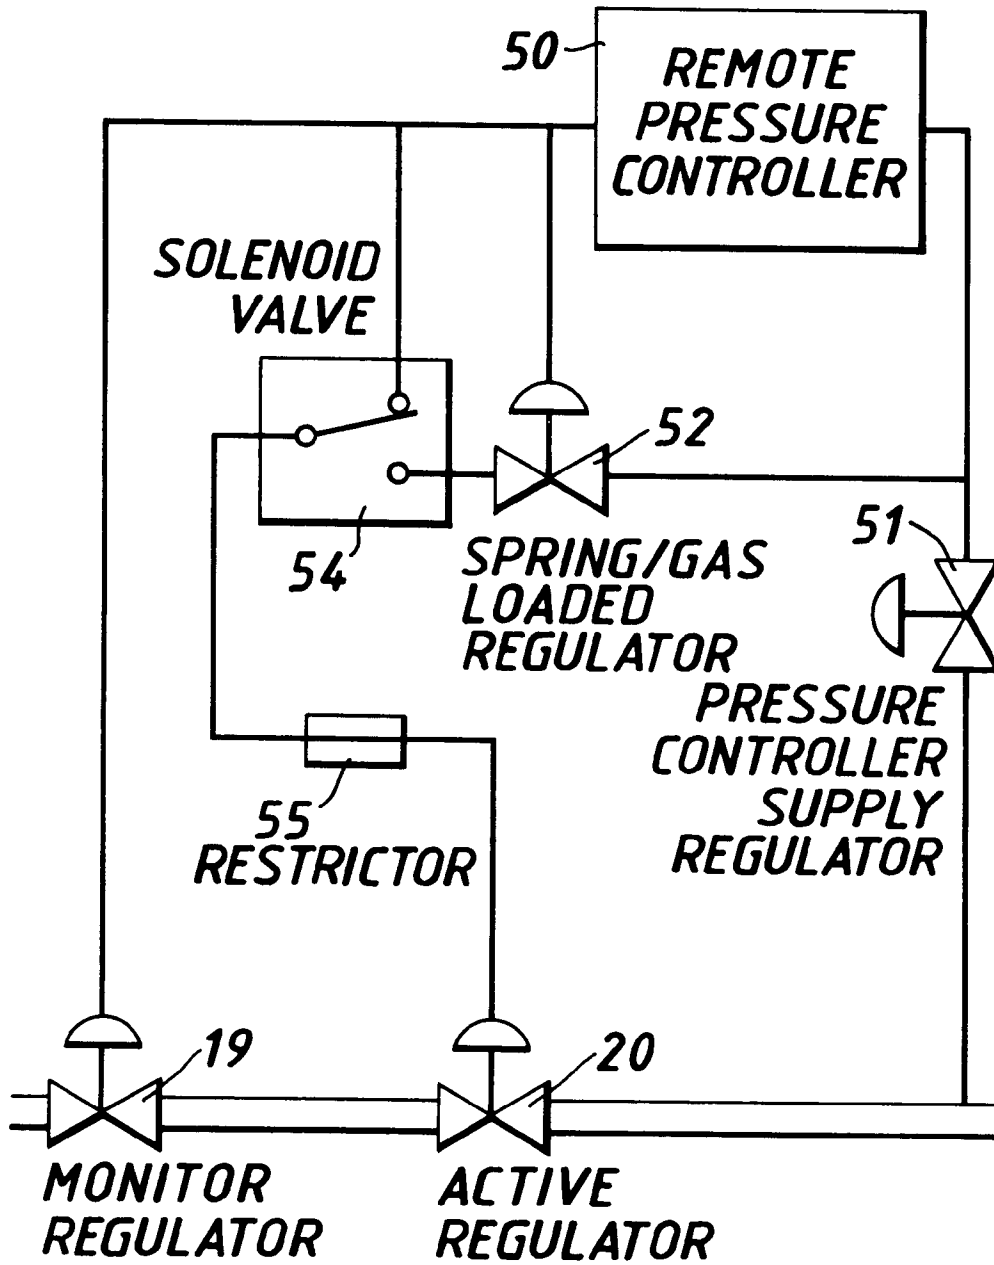 50
REMOTE
PRESSURE
CONTROLLER
SOLENOID
VALVE
52
54
51
SPRING/GAS
LOADED
REGULATOR
PRESSURE
CONTROLLER
SUPPLY
REGULATOR
55
RESTRICTOR
19
20
MONITOR
REGULATOR
ACTIVE
REGULATOR